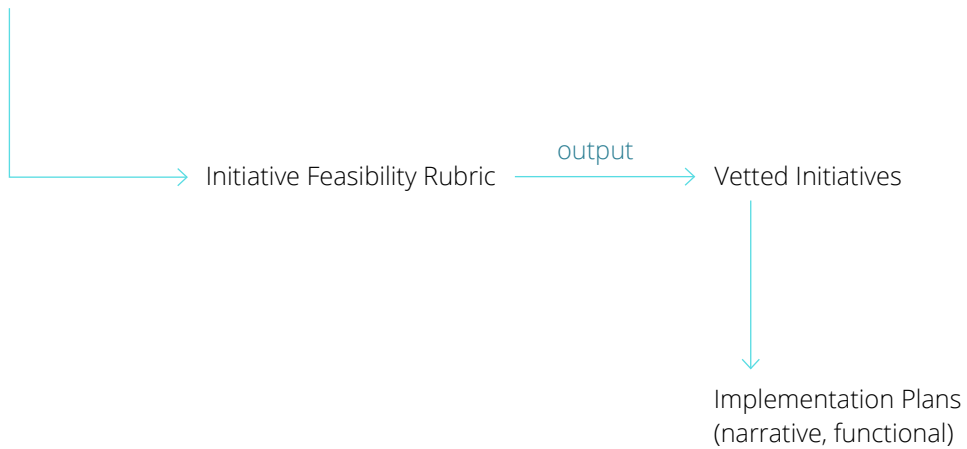 output
Initiative Feasibility Rubric
Vetted Initiatives
Implementation Plans
(narrative, functional)